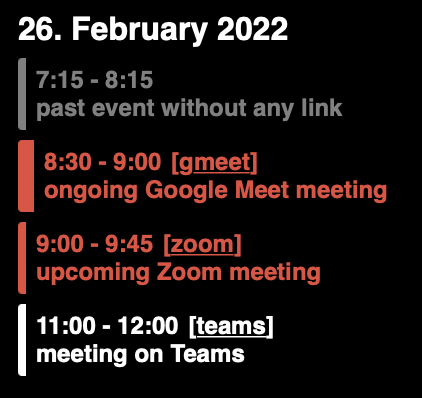 26. February 2022
7:15 - 8:15
past event without any link
8:30 - 9:00 [gmeet]
ongoing Google Meet meeting
9:00 - 9:45 [zoom]
upcoming Zoom meeting
11:00 - 12:00 [teams]
meeting on Teams